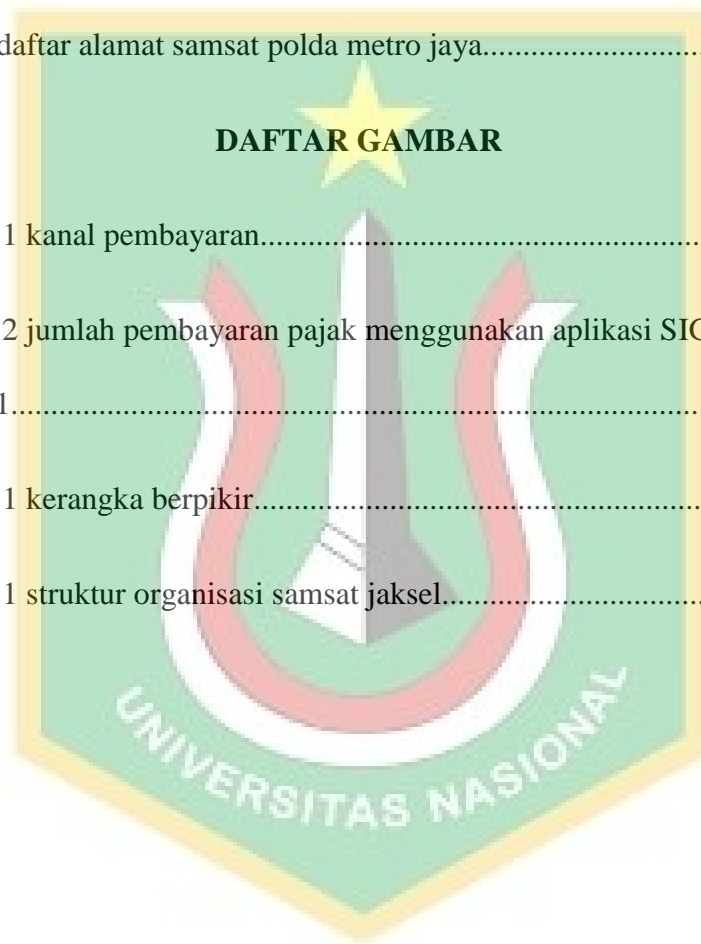 daftar alamat samsat polda metro jaya........................
DAFTAR GAMBAR
1 kanal pembayaran.....................................................
2 jumlah pembayaran pajak menggunakan aplikasi SIG
1.....................................................................................
1 kerangka berpikir......................................................
1 struktur organisasi samsat jaksel...............................
UNIVERSITAS NASIONAL